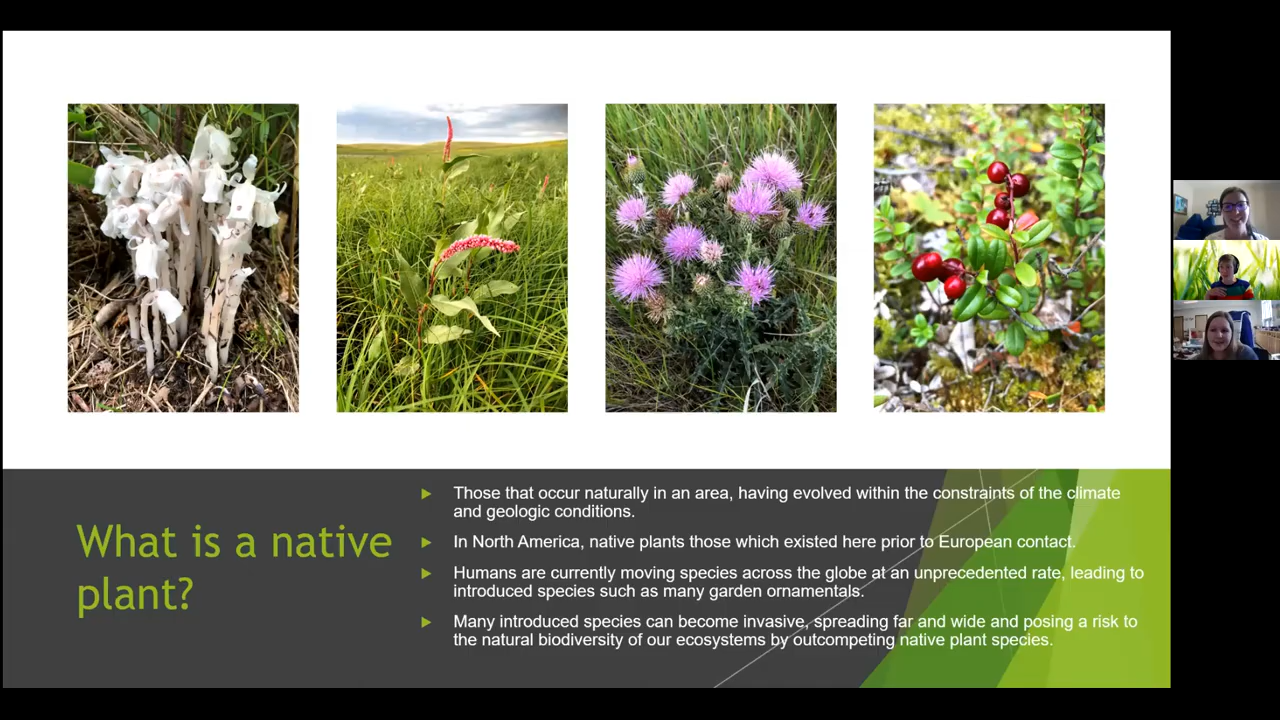 What is a native
plant?
Those that occur naturally in an area, having evolved within the constraints of the climate
and geologic conditions.
In North America, native plants those which existed here prior to European contact.
Humans are currently moving species across the globe at an unprecedented rate, leading to
introduced species such as many garden ornamentals.
Many introduced species can become invasive, spreading far and wide and posing a risk to
the natural biodiversity of our ecosystems by outcompeting native plant species.